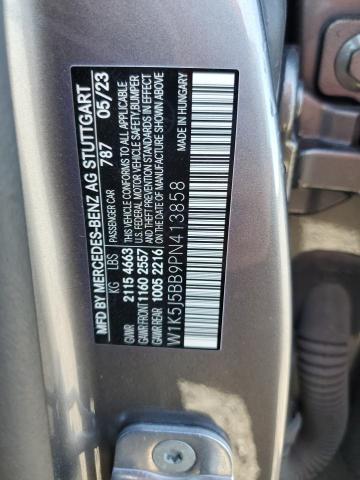 MFD BY MERCEDES-BENZ AG STUTTGART
PASSENGER CAR 787 05/23
KG LBS
GVWR 2115 4663
GAWR FRONT 1160 2557
GAWR REAR 1005 2216
THIS VEHICLE CONFORMS TO ALL APPLICABLE
U.S. FEDERAL MOTOR VEHICLE SAFETY, BUMPER,
AND THEFT PREVENTION STANDARDS IN EFFECT
ON THE DATE OF MANUFACTURE SHOWN ABOVE.
W1K5J5BB9PN413858
MADE IN HUNGARY